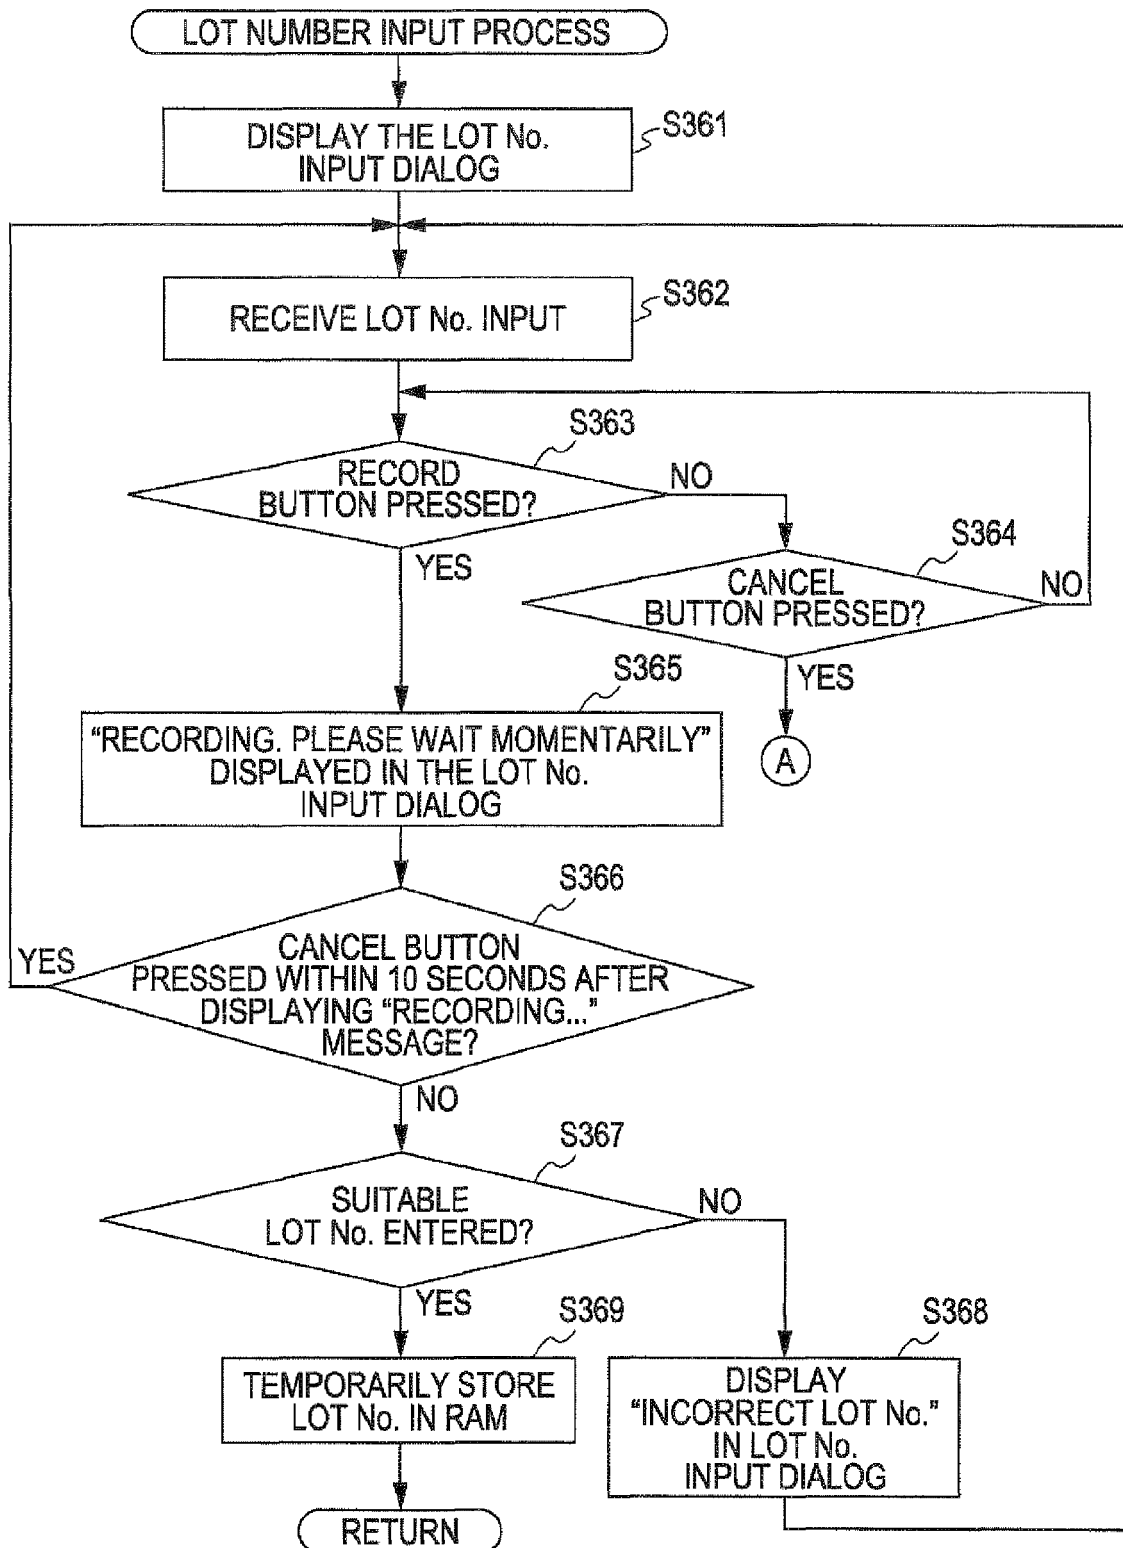 LOT NUMBER INPUT PROCESS
DISPLAY THE LOT No.
INPUT DIALOG
S361
RECEIVE LOT No. INPUT
S362
S363
RECORD
BUTTON PRESSED?
NO
YES
S364
CANCEL
BUTTON PRESSED?
NO
YES
A
S365
“RECORDING. PLEASE WAIT MOMENTARILY”
DISPLAYED IN THE LOT No.
INPUT DIALOG
S366
YES
CANCEL BUTTON
PRESSED WITHIN 10 SECONDS AFTER
DISPLAYING “RECORDING...”
MESSAGE?
NO
S367
SUITABLE
LOT No. ENTERED?
NO
YES
S369
TEMPORARILY STORE
LOT No. IN RAM
S368
DISPLAY
“INCORRECT LOT No.”
IN LOT No.
INPUT DIALOG
RETURN